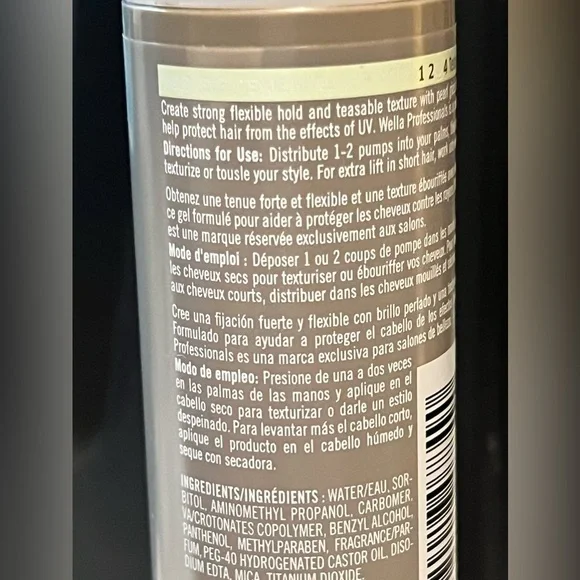 1 2 4
Create strong flexible hold and teasable texture with pearl
help protect hair from the effects of UV. Wella Professionals is
Directions for Use: Distribute 1-2 pumps into your palms,
texturize or tousle your style. For extra lift in short hair, work
Obtenez une tenue forte et flexible et une texture ébouriffée
ce gel formulé pour aider à protéger les cheveux contre les
est une marque réservée exclusivement aux salons.
Mode d'emploi : Déposer 1 ou 2 coups de pompe dans les
les cheveux secs pour texturiser ou ébouriffer vos cheveux. Pour
aux cheveux courts, distribuer dans les cheveux mouillés et
Cree una fijación fuerte y flexible con brillo perlado y una
Formulado para ayudar a proteger el cabello de los efectos
Professionals es una marca exclusiva para salones de belleza.
Modo de empleo: Presione de una a dos veces
en las palmas de las manos y aplique en el
cabello seco para texturizar o darle un estilo
despeinado. Para levantar más el cabello corto,
aplique el producto en el cabello húmedo y
seque con secadora.
INGREDIENTS/INGRÉDIENTS : WATER/EAU, SOR-
BITOL, AMINOMETHYL PROPANOL, CARBOMER,
VA/CROTONATES COPOLYMER, BENZYL ALCOHOL,
PANTHENOL, METHYLPARABEN, FRAGRANCE/PAR-
FUM, PEG-40 HYDROGENATED CASTOR OIL, DISO-
DIUM EDTA, MICA, TITANIUM DIOXIDE.